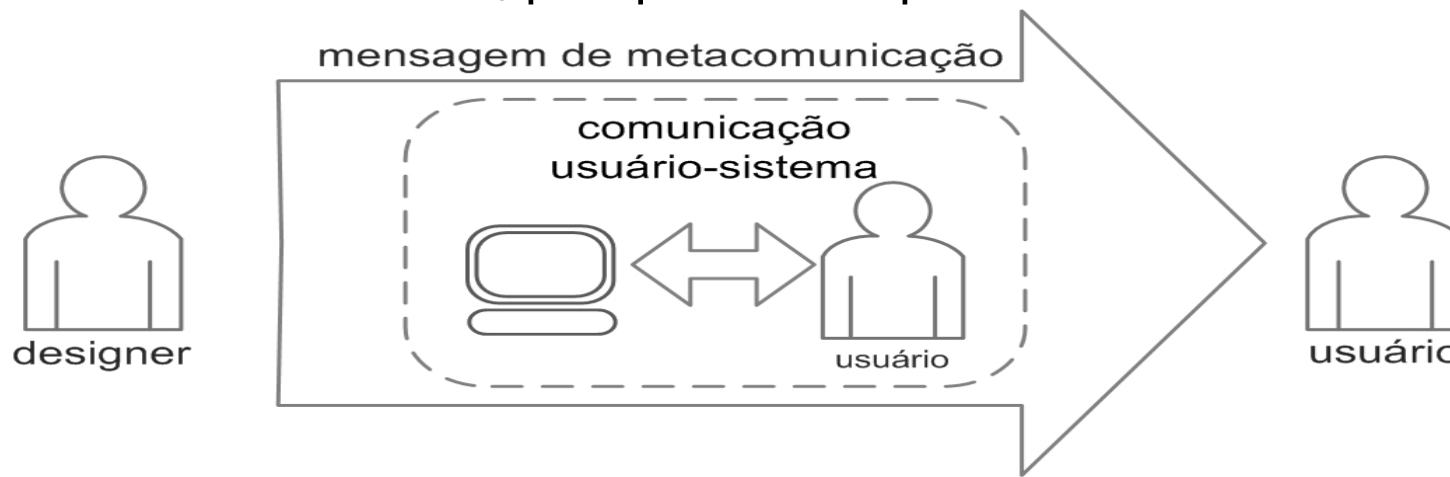 mensagem de metacomunicação
comunicação
usuário-sistema
designer
usuário
usuário